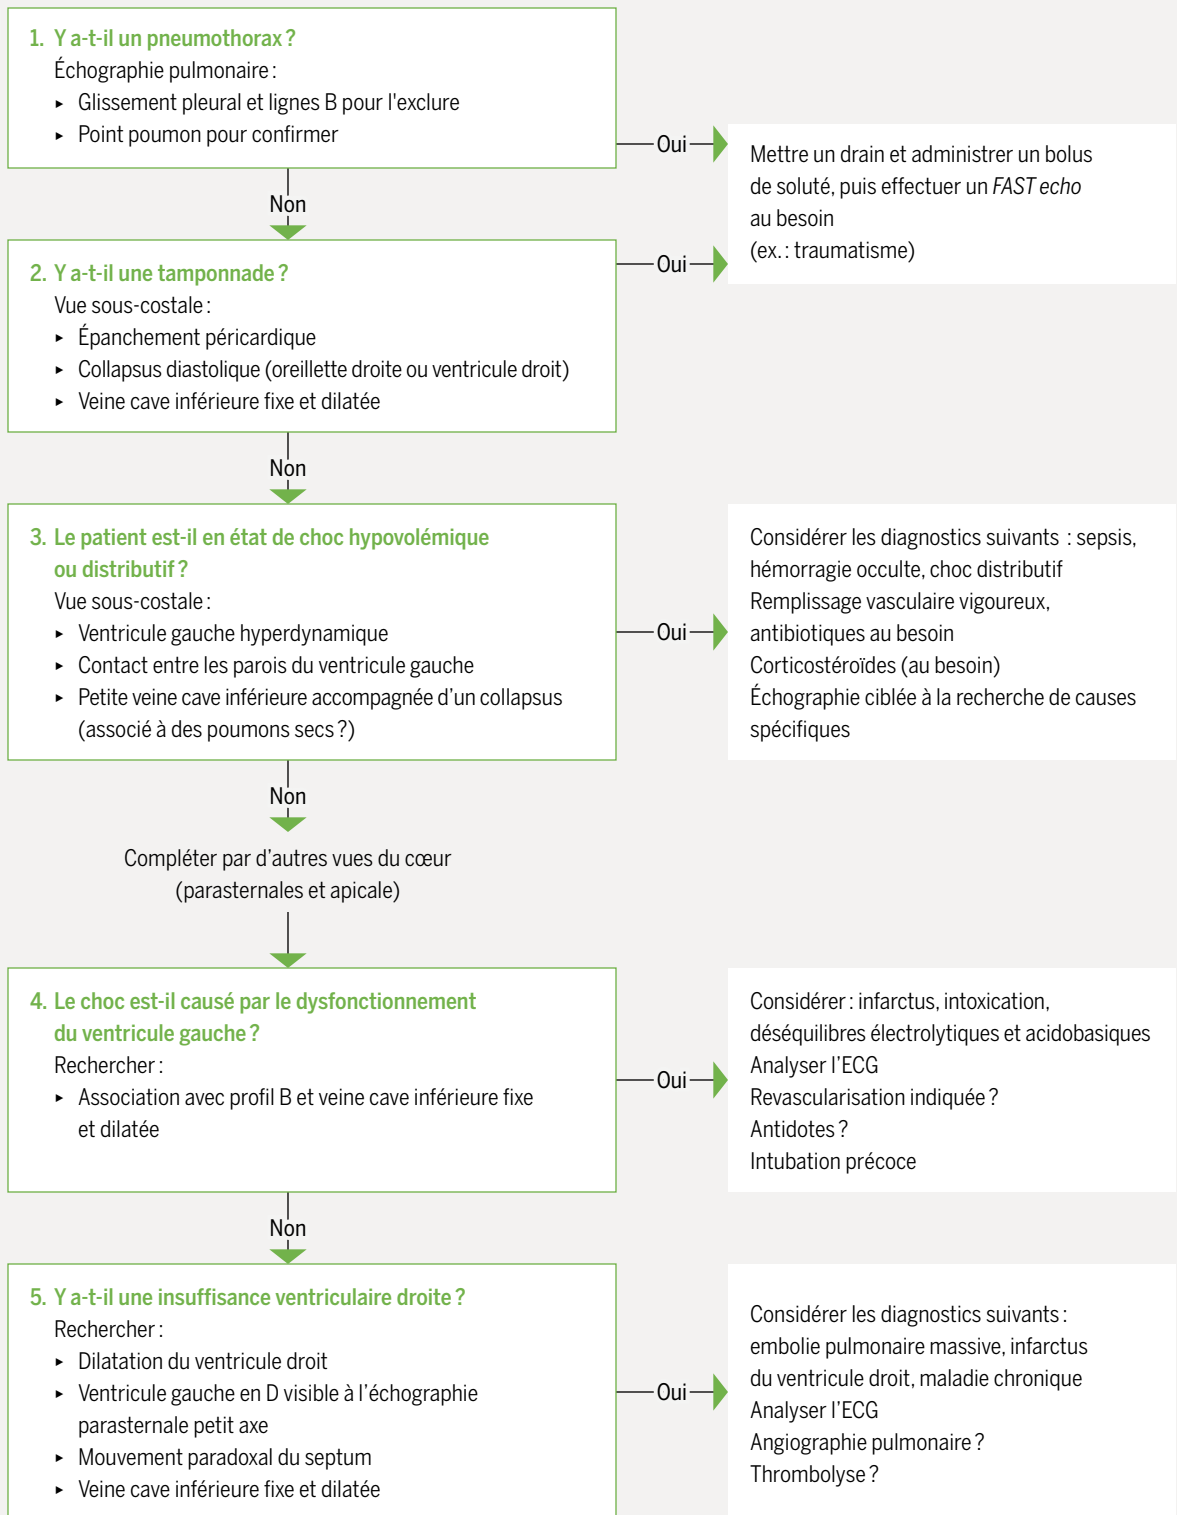 1. Y a-t-il un pneumothorax ?
Échographie pulmonaire :
▸ Glissement pleural et lignes B pour l'exclure
▸ Point poumon pour confirmer
Oui
Mettre un drain et administrer un bolus
de soluté, puis effectuer un FAST echo
au besoin
(ex. : traumatisme)
Non
2. Y a-t-il une tamponnade ?
Vue sous-costale :
▸ Épanchement péricardique
▸ Collapsus diastolique (oreillette droite ou ventricule droit)
▸ Veine cave inférieure fixe et dilatée
Oui
Non
3. Le patient est-il en état de choc hypovolémique
ou distributif ?
Vue sous-costale :
▸ Ventricule gauche hyperdynamique
▸ Contact entre les parois du ventricule gauche
▸ Petite veine cave inférieure accompagnée d'un collapsus
(associé à des poumons secs ?)
Oui
Considérer les diagnostics suivants : sepsis,
hémorragie occulte, choc distributif
Remplissage vasculaire vigoureux,
antibiotiques au besoin
Corticostéroïdes (au besoin)
Échographie ciblée à la recherche de causes
spécifiques
Non
Compléter par d'autres vues du cœur
(parasternales et apicale)
4. Le choc est-il causé par le dysfonctionnement
du ventricule gauche ?
Rechercher :
▸ Association avec profil B et veine cave inférieure fixe
et dilatée
Oui
Considérer : infarctus, intoxication,
déséquilibres électrolytiques et acidobasiques
Analyser l'ECG
Revascularisation indiquée ?
Antidotes ?
Intubation précoce
Non
5. Y a-t-il une insuffisance ventriculaire droite ?
Rechercher :
▸ Dilatation du ventricule droit
▸ Ventricule gauche en D visible à l'échographie
parasternale petit axe
▸ Mouvement paradoxal du septum
▸ Veine cave inférieure fixe et dilatée
Oui
Considérer les diagnostics suivants :
embolie pulmonaire massive, infarctus
du ventricule droit, maladie chronique
Analyser l'ECG
Angiographie pulmonaire ?
Thrombolyse ?